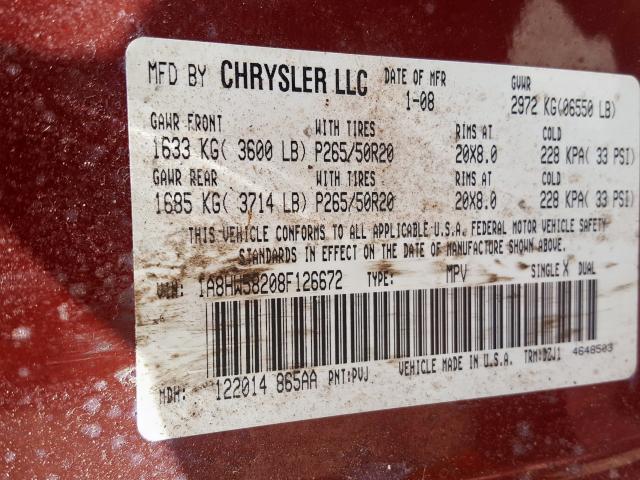 MFD BY CHRYSLER LLC DATE OF MFR GVWR
1-08 2972 KG(06550 LB)
GAWR FRONT WITH TIRES RIMS AT COLD
1633 KG( 3600 LB) P265/50R20 20X8.0 228 KPA( 33 PSI)
GAWR REAR WITH TIRES RIMS AT COLD
1685 KG( 3714 LB) P265/50R20 20X8.0 228 KPA( 33 PSI)
THIS VEHICLE CONFORMS TO ALL APPLICABLE U.S.A. FEDERAL MOTOR VEHICLE SAFETY
STANDARDS IN EFFECT ON THE DATE OF MANUFACTURE SHOWN ABOVE.
VIN: 1A8HW58208F126672 TYPE: MPV SINGLE X DUAL
MDH: 122014 865AA PNT:PVJ VEHICLE MADE IN U.S.A. TRM:DZJ1 4648503